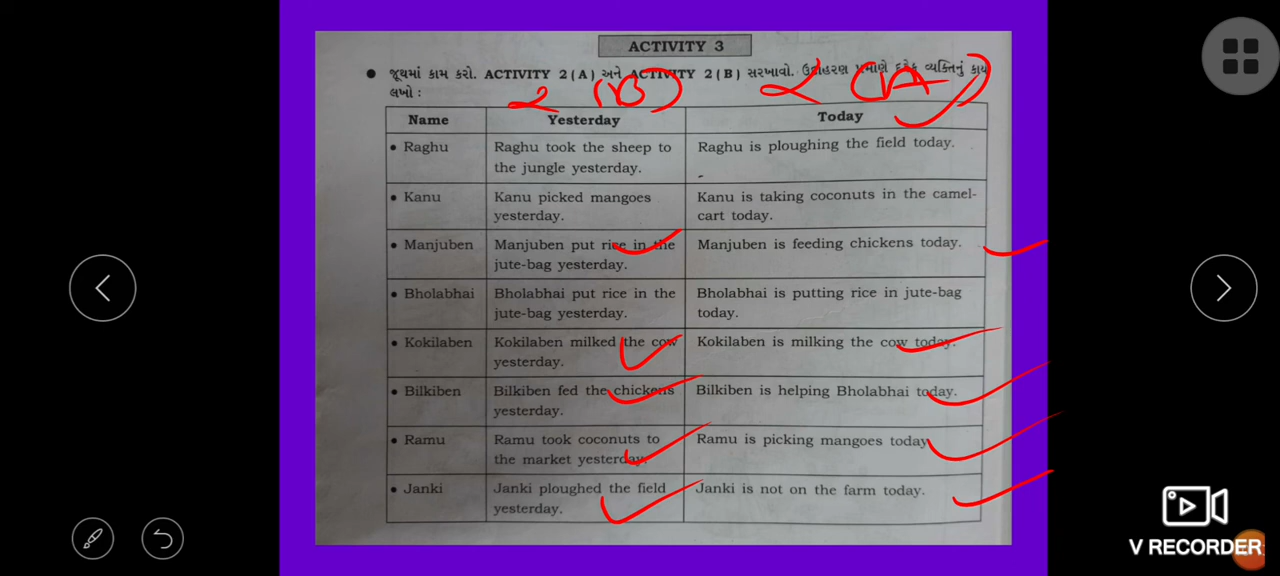 ACTIVITY 3
● જૂથમાં કામ કરો. ACTIVITY 2 (A) અને ACTIVITY 2 (B) સરખાવો. ઉદાહરણ પ્રમાણે દરેક વ્યક્તિનું કાર્ય
લખો :
2 (B) 2 (A)
Name Yesterday Today
• Raghu Raghu took the sheep to Raghu is ploughing the field today.
the jungle yesterday.
• Kanu Kanu picked mangoes Kanu is taking coconuts in the camel-
yesterday. cart today.
• Manjuben Manjuben put rice in the Manjuben is feeding chickens today.
jute-bag yesterday.
• Bholabhai Bholabhai put rice in the Bholabhai is putting rice in jute-bag
jute-bag yesterday. today.
• Kokilaben Kokilaben milked the cow Kokilaben is milking the cow today.
yesterday.
• Bilkiben Bilkiben fed the chickens Bilkiben is helping Bholabhai today.
yesterday.
• Ramu Ramu took coconuts to Ramu is picking mangoes today
the market yesterday.
• Janki Janki ploughed the field Janki is not on the farm today.
yesterday.
V RECORDER